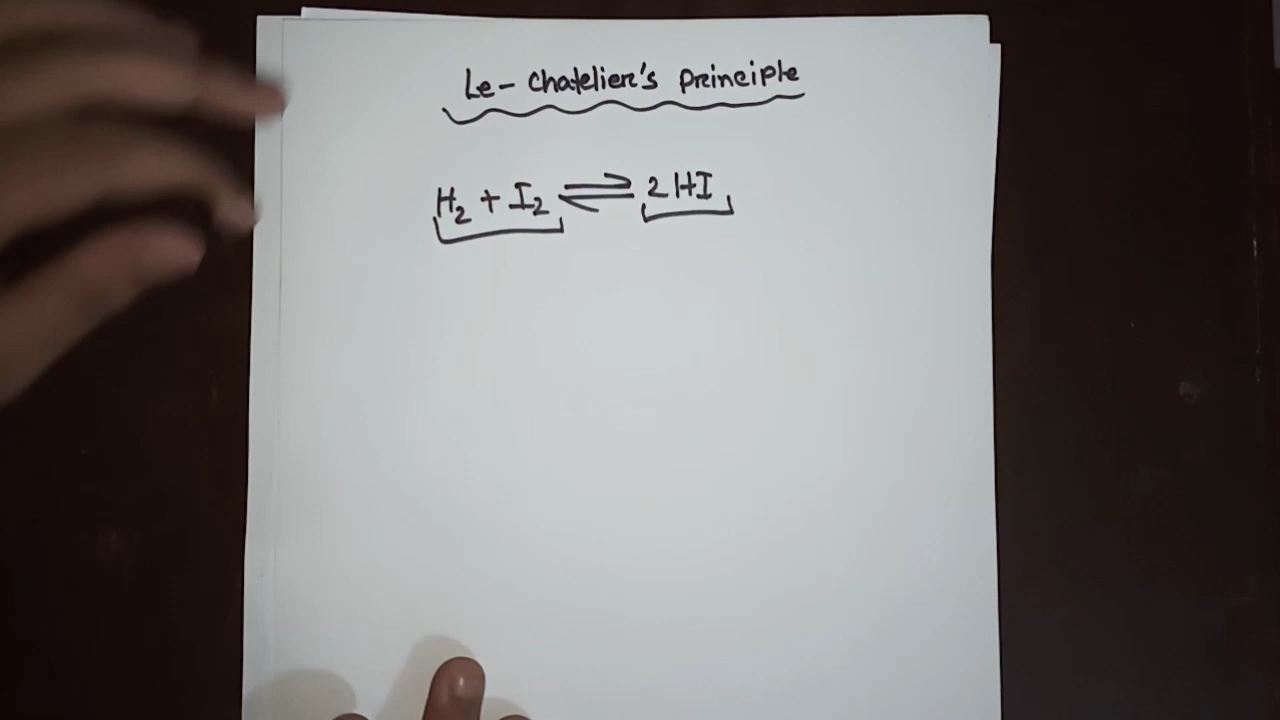 Le-Chatelier's Principle
H₂ + I₂ ⇌ 2HI